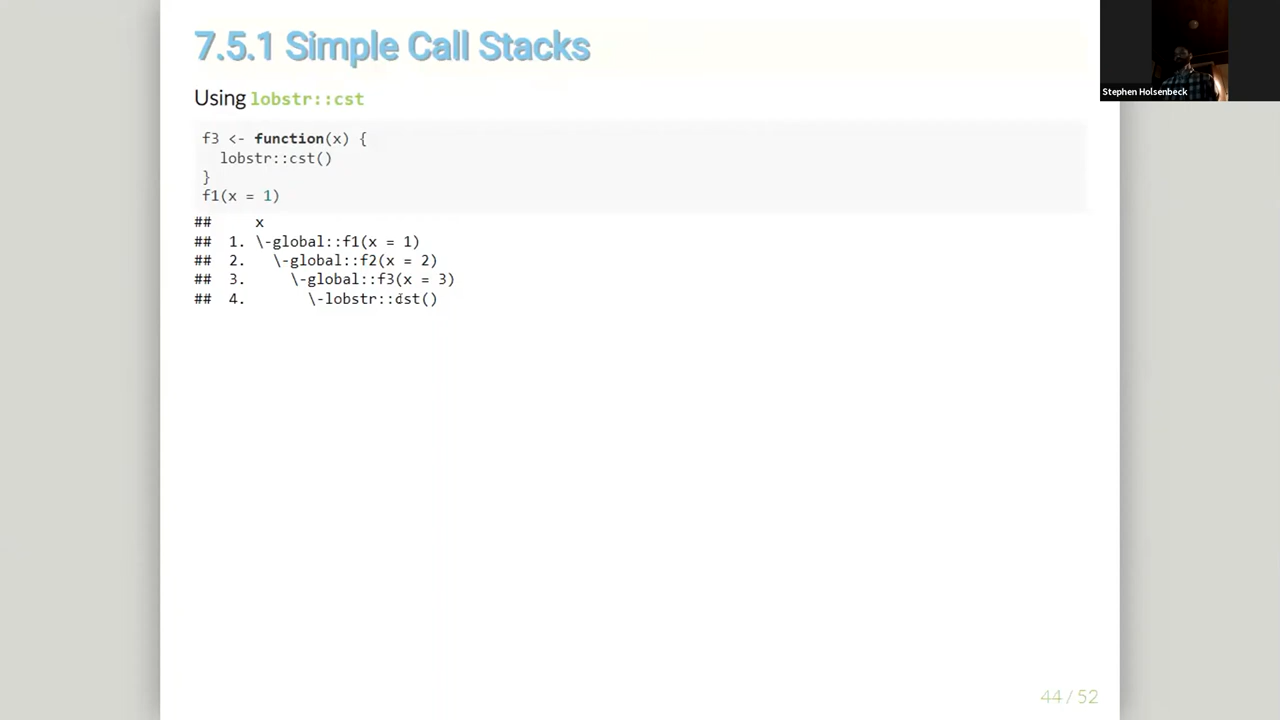 7.5.1 Simple Call Stacks
Using lobstr::cst
f3 <- function(x) {
  lobstr::cst()
}
f1(x = 1)
##     x
##  1. \-global::f1(x = 1)
##  2.   \-global::f2(x = 2)
##  3.     \-global::f3(x = 3)
##  4.       \-lobstr::cst()
44 / 52
Stephen Holsenbeck